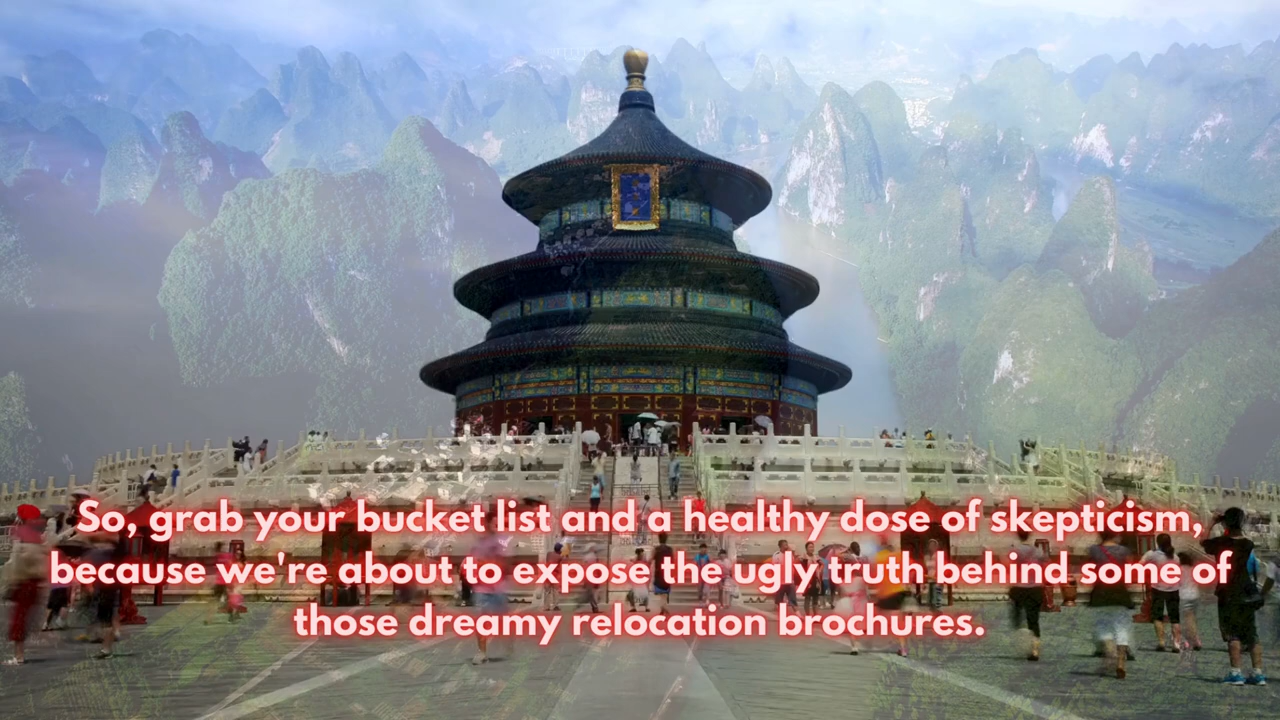 So, grab your bucket list and a healthy dose of skepticism,
because we're about to expose the ugly truth behind some of
those dreamy relocation brochures.